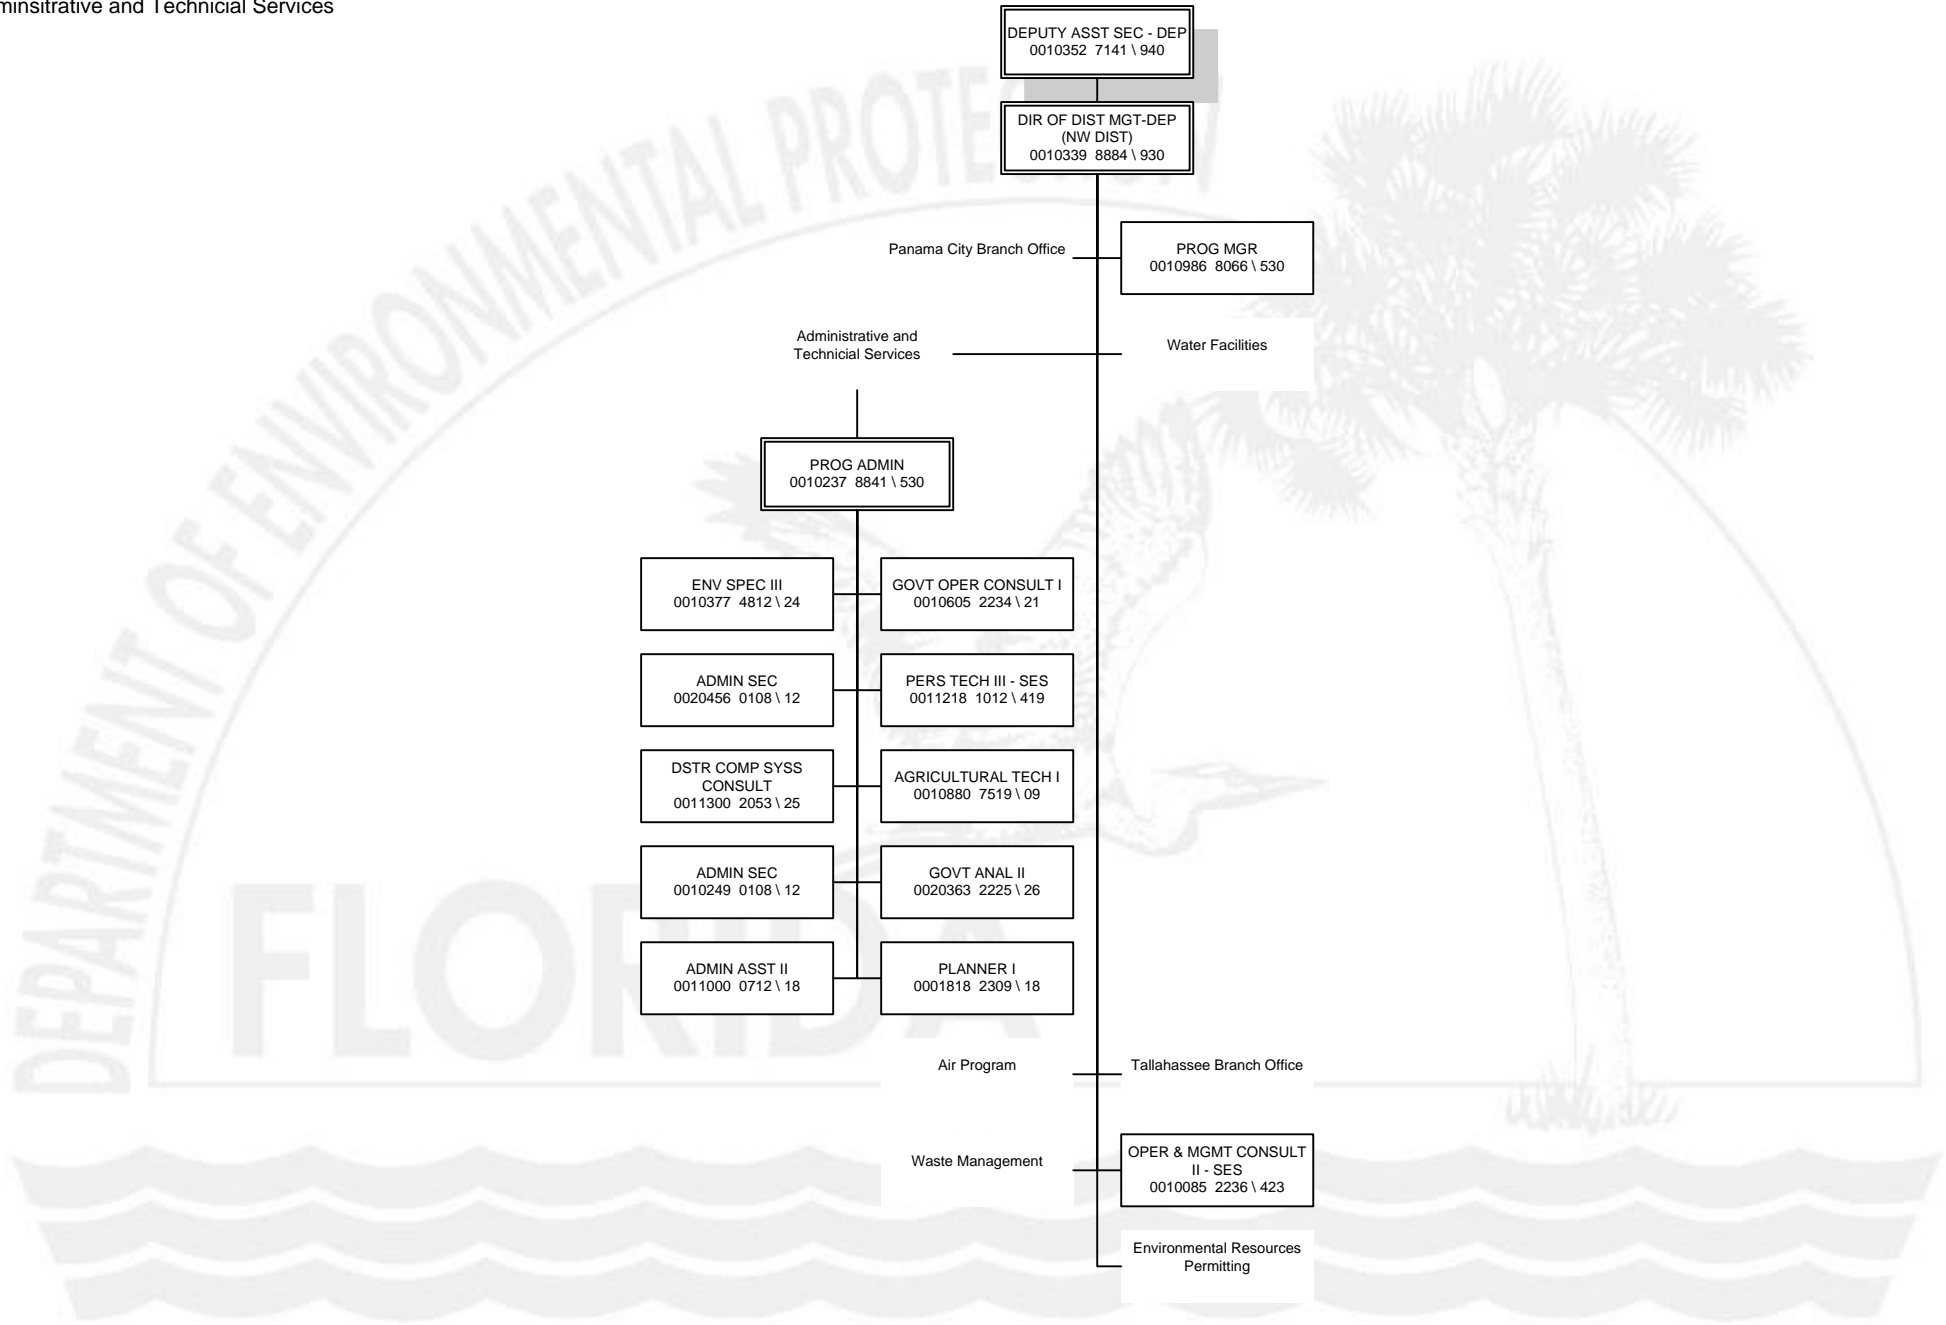 minsitrative and Technicial Services
DEPUTY ASST SEC - DEP
0010352 7141 \ 940
DIR OF DIST MGT-DEP
(NW DIST)
0010339 8884 \ 930
Panama City Branch Office
PROG MGR
0010986 8066 \ 530
Administrative and
Technicial Services
Water Facilities
PROG ADMIN
0010237 8841 \ 530
ENV SPEC III
0010377 4812 \ 24
GOVT OPER CONSULT I
0010605 2234 \ 21
ADMIN SEC
0020456 0108 \ 12
PERS TECH III - SES
0011218 1012 \ 419
DSTR COMP SYSS
CONSULT
0011300 2053 \ 25
AGRICULTURAL TECH I
0010880 7519 \ 09
ADMIN SEC
0010249 0108 \ 12
GOVT ANAL II
0020363 2225 \ 26
ADMIN ASST II
0011000 0712 \ 18
PLANNER I
0001818 2309 \ 18
Air Program
Tallahassee Branch Office
Waste Management
OPER & MGMT CONSULT
II - SES
0010085 2236 \ 423
Environmental Resources
Permitting
DEPARTMENT OF ENVIRONMENTAL PROTECTION
FLORIDA